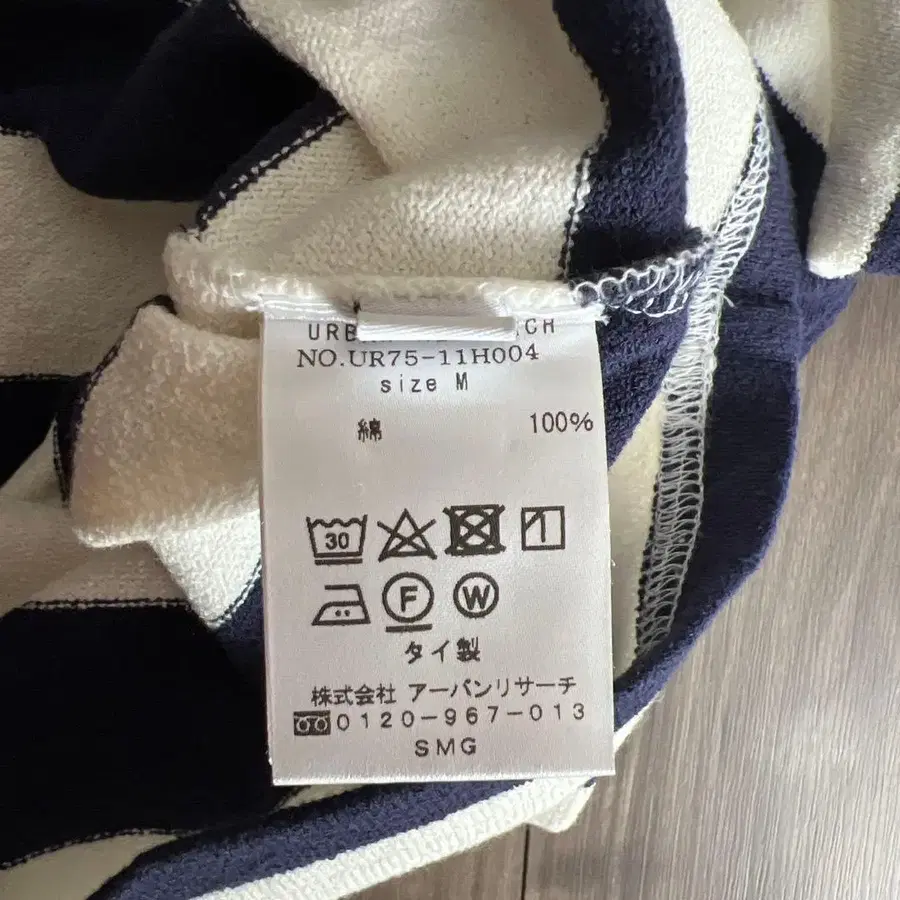 NO.UR75-11H004
size M
綿 100%
30
F W
タイ製
株式会社 アーバンリサーチ
0120-967-013
SMG